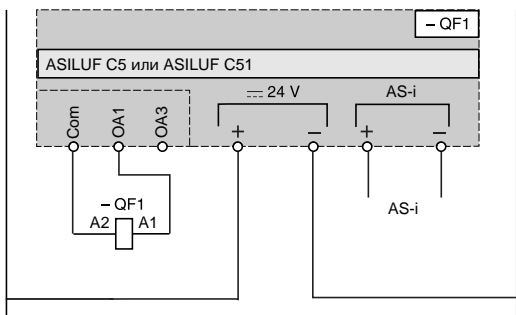 – QF1
ASILUF C5 или ASILUF C51
Com
OA1
OA3
24 V
AS-i
+
–
+
–
– QF1
A2
A1
AS-i